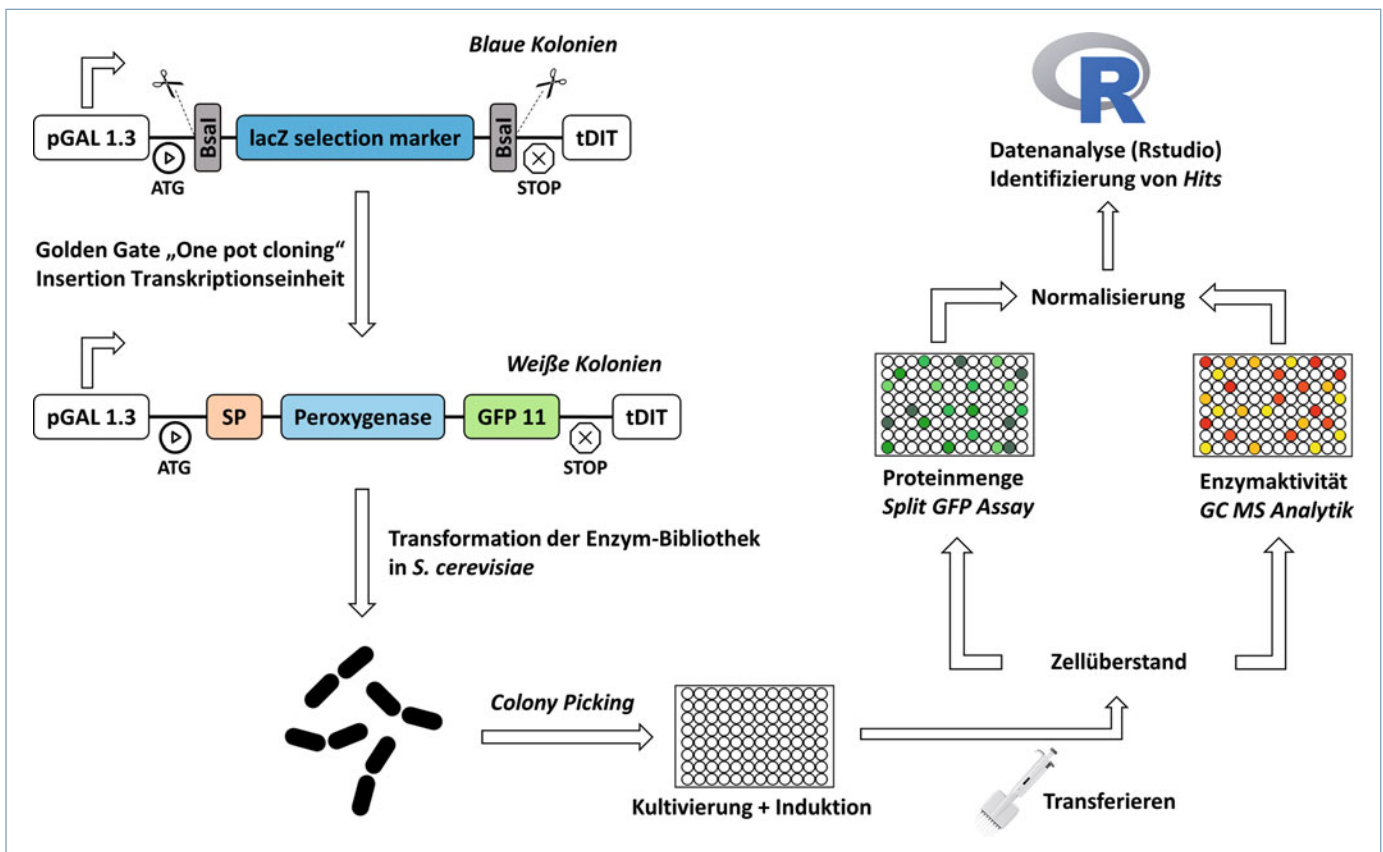 Blaue Kolonien
pGAL 1.3
ATG
BsaI
lacZ selection marker
BsaI
STOP
tDIT
Golden Gate „One pot cloning“
Insertion Transkriptionseinheit
Weiße Kolonien
pGAL 1.3
ATG
SP
Peroxygenase
GFP 11
STOP
tDIT
Transformation der Enzym-Bibliothek
in S. cerevisiae
Colony Picking
Kultivierung + Induktion
Transferieren
Zellüberstand
Proteinmenge
Split GFP Assay
Enzymaktivität
GC MS Analytik
Normalisierung
Datenanalyse (Rstudio)
Identifizierung von Hits
R